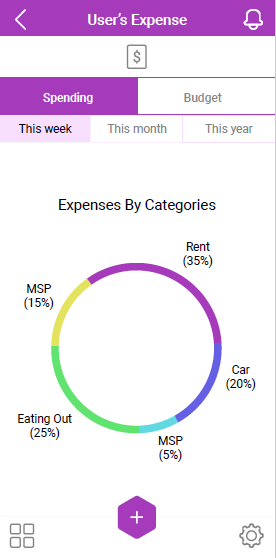 User's Expense
$
Spending
Budget
This week
This month
This year
Expenses By Categories
Rent
(35%)
MSP
(15%)
Car
(20%)
Eating Out
(25%)
MSP
(5%)
+